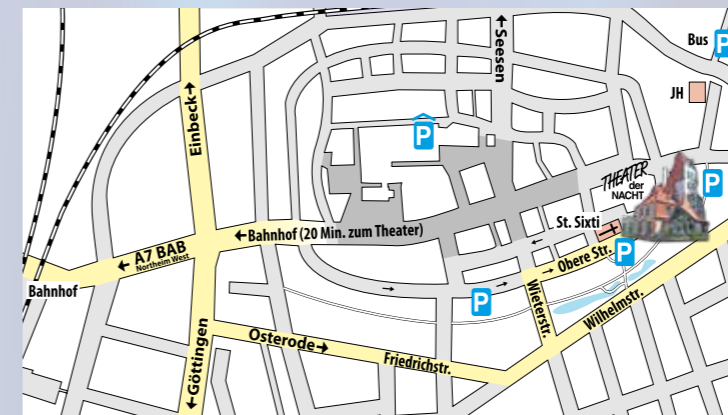 Bus P
←Seesen
JH
Einbeck→
P
THEATER
der
NACHT
P
St. Sixti
←Bahnhof (20 Min. zum Theater)
← A7 BAB
Northeim West
Obere Str.
P
Bahnhof
P
Wieterstr.
Wilhelmstr.
←Göttingen
Osterode→
Friedrichstr.